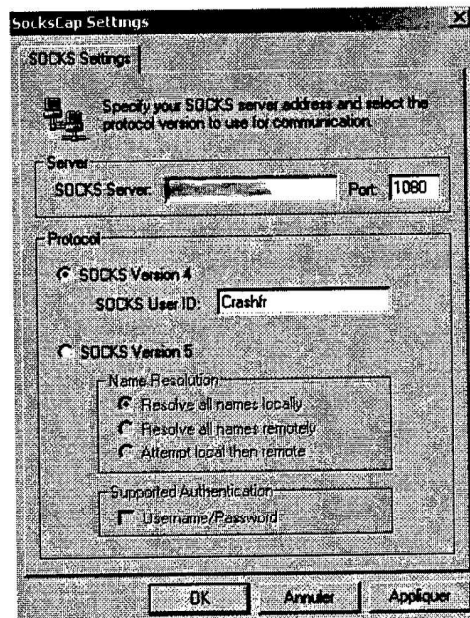 SocksCap Settings
SOCKS Settings
Specify your SOCKS server address and select the
protocol version to use for communication.
Server
SOCKS Server:
Port: 1080
Protocol
SOCKS Version 4
SOCKS User ID: Crashfr
SOCKS Version 5
Name Resolution
Resolve all names locally
Resolve all names remotely
Attempt local then remote
Supported Authentication
Username/Password
OK Annuler Appliquer